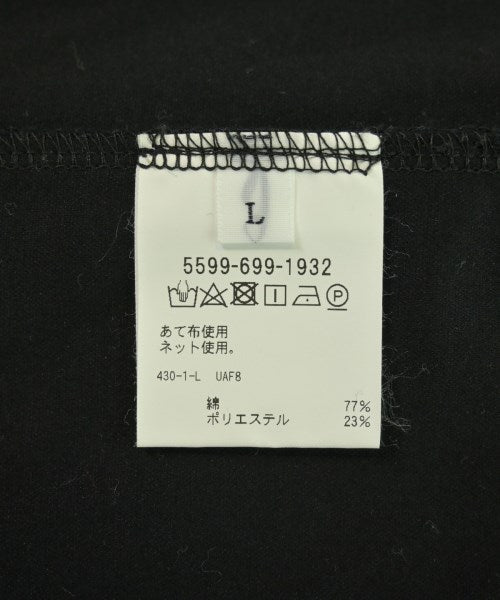 L
5599-699-1932
P
あて布使用
ネット使用。
430-1-L UAF8
綿 77%
ポリエステル 23%